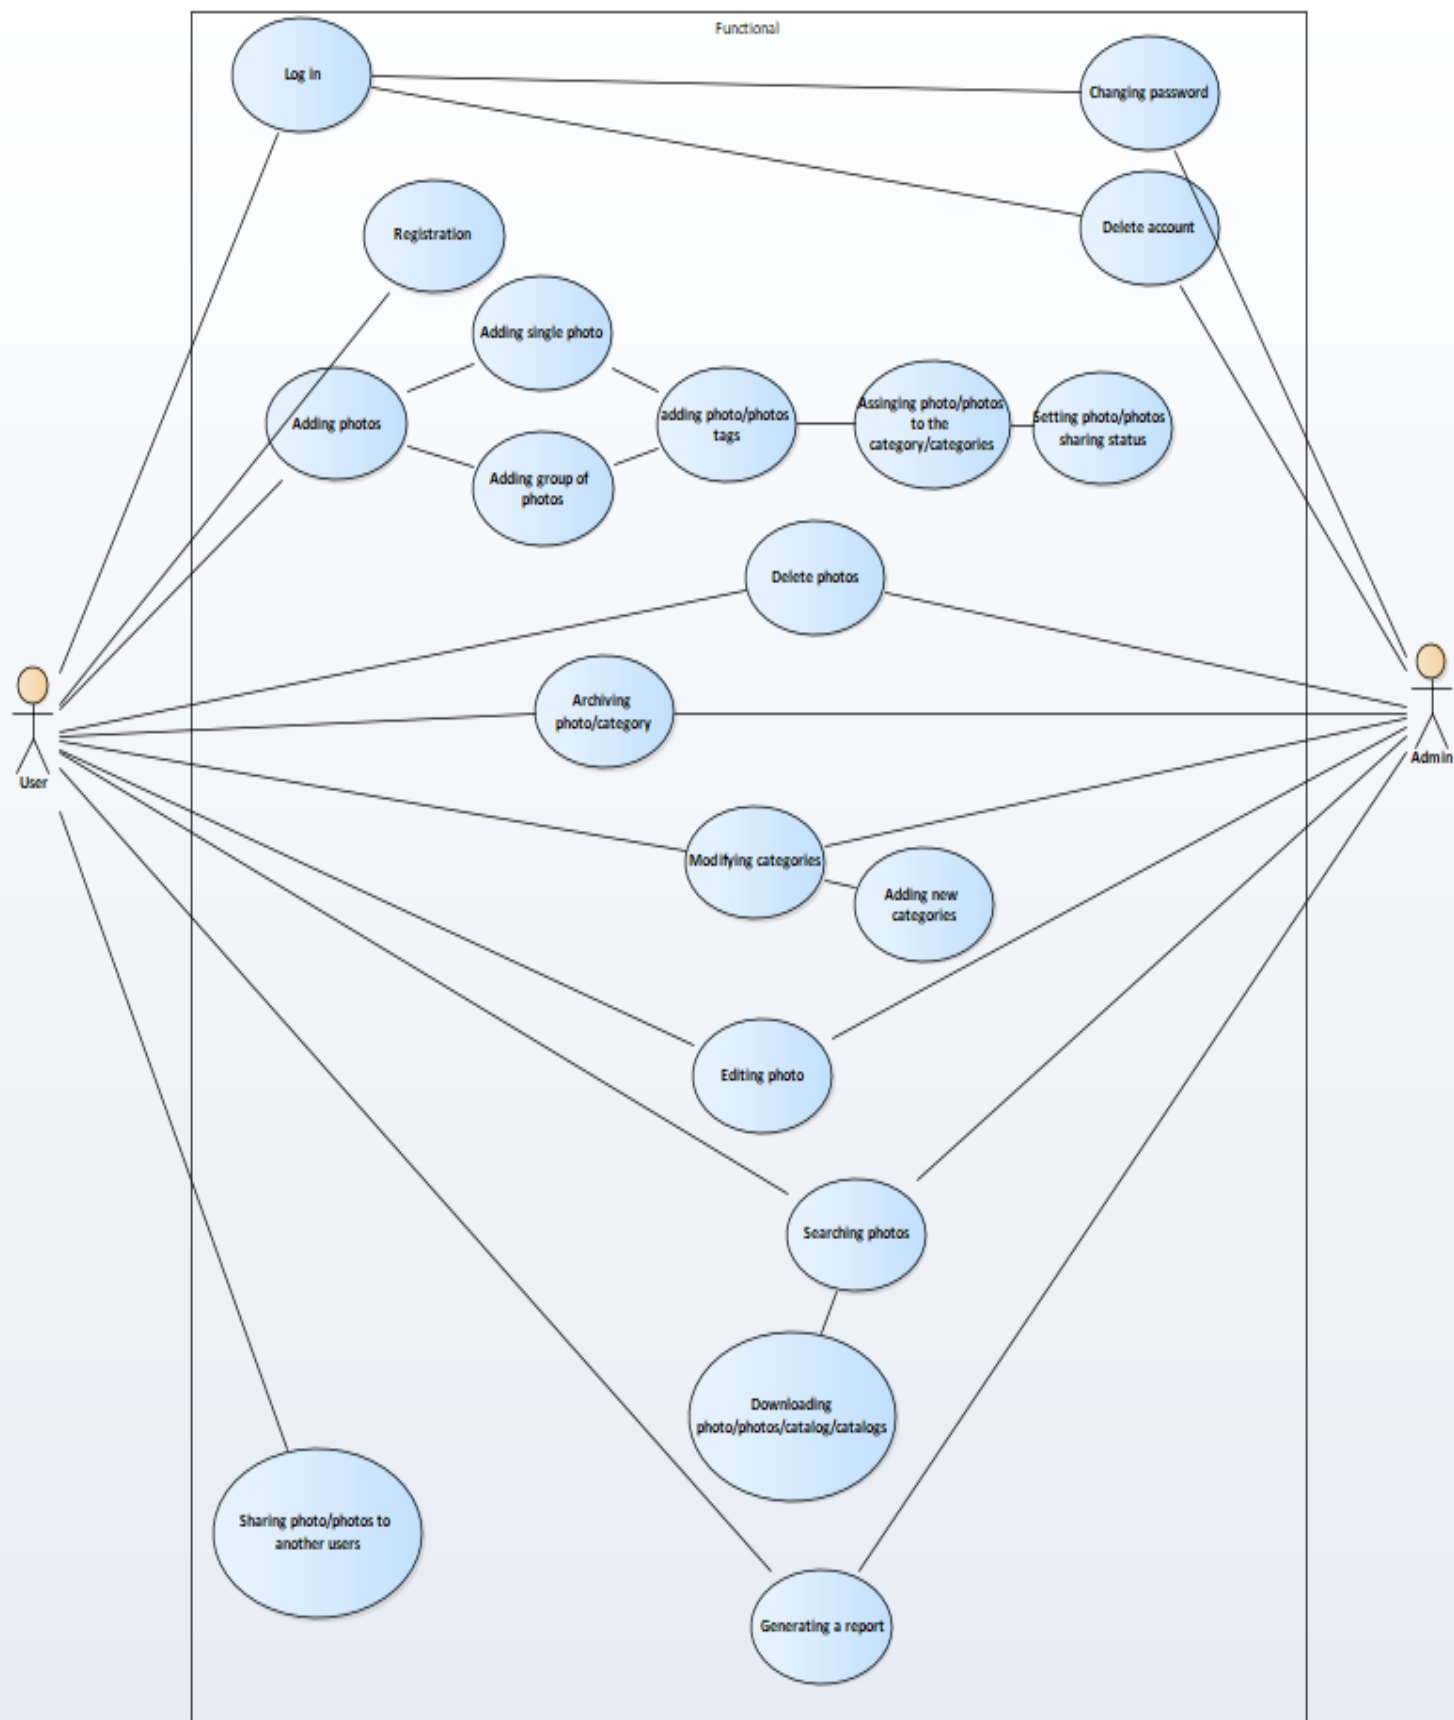 Functional
Log in
Changing password
Delete account
Registration
Adding single photo
Adding photos
adding photo/photos
tags
Assinging photo/photos
to the
category/categories
Setting photo/photos
sharing status
Adding group of
photos
Delete photos
Archiving
photo/category
User
Admin
Modifying categories
Adding new
categories
Editing photo
Searching photos
Downloading
photo/photos/catalog/catalogs
Sharing photo/photos to
another users
Generating a report